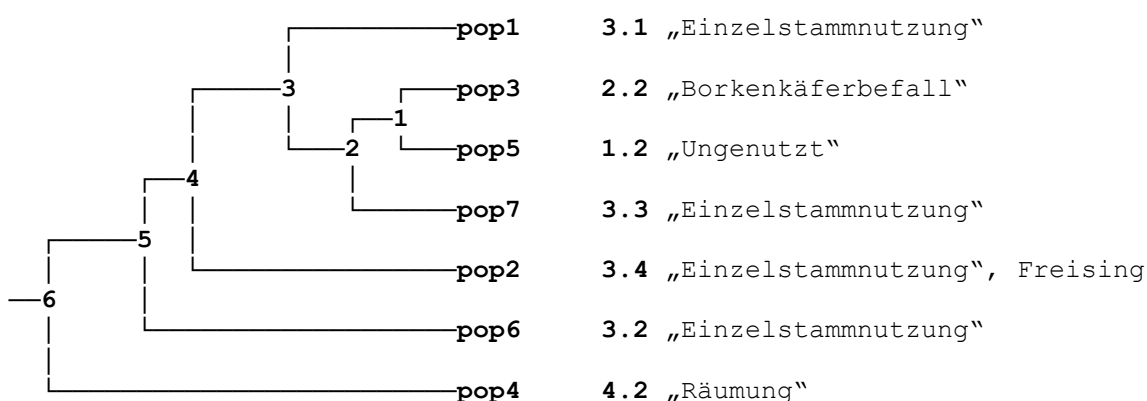 pop1 3.1 „Einzelstammnutzung“
3 pop3 2.2 „Borkenkäferbefall“
1
2 pop5 1.2 „Ungenutzt“
4
pop7 3.3 „Einzelstammnutzung“
5
pop2 3.4 „Einzelstammnutzung“, Freising
6
pop6 3.2 „Einzelstammnutzung“
pop4 4.2 „Räumung“